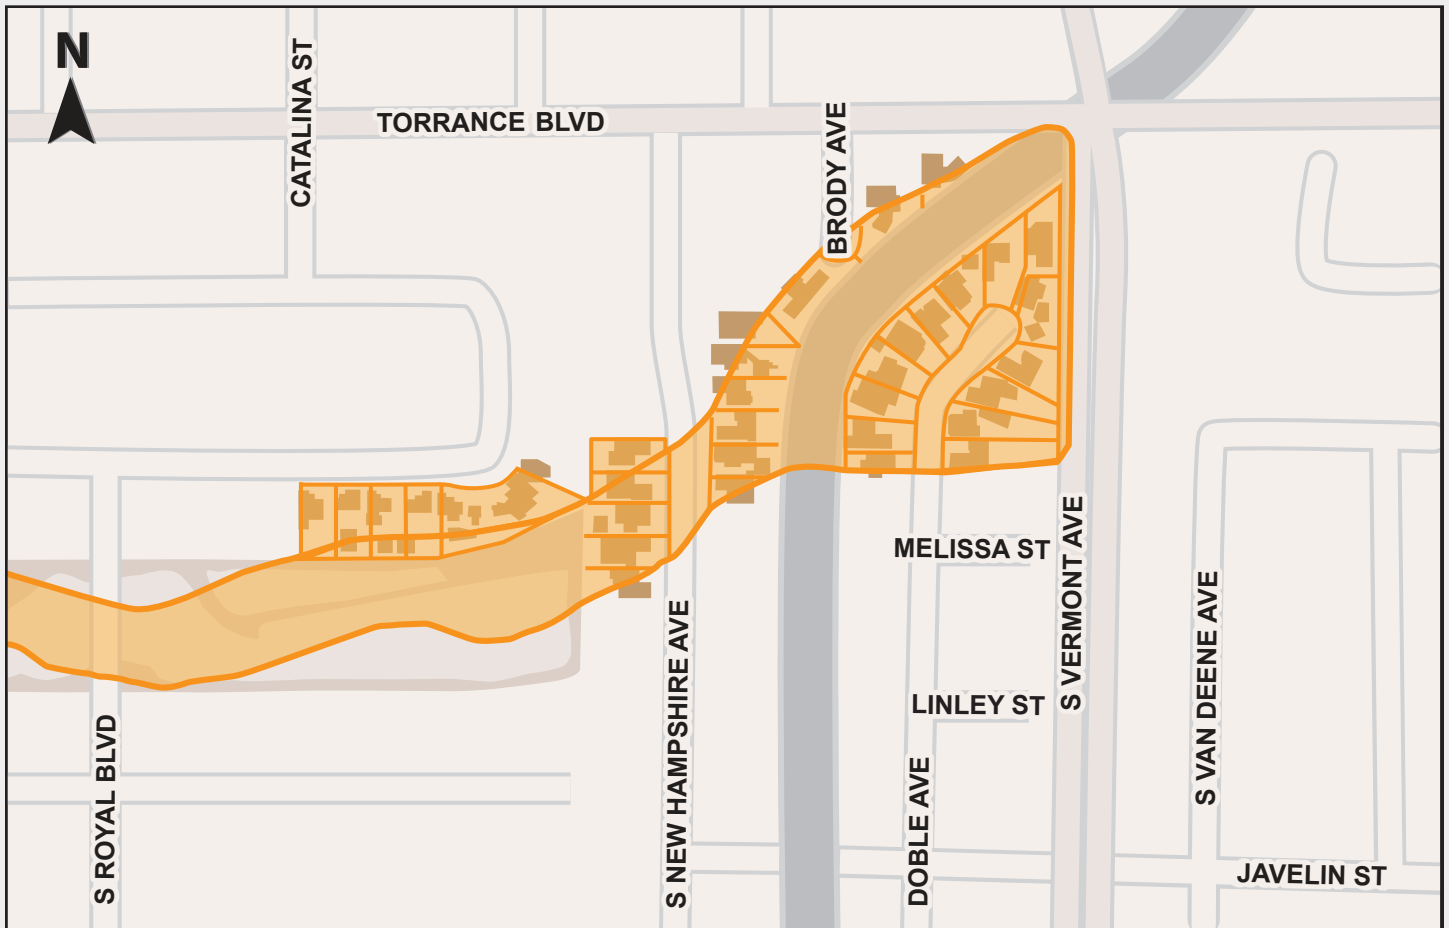 N
CATALINA ST
TORRANCE BLVD
BRODY AVE
MELISSA ST
S VERMONT AVE
S VAN DEENE AVE
S NEW HAMPSHIRE AVE
LINLEY ST
S ROYAL BLVD
DOBLE AVE
JAVELIN ST